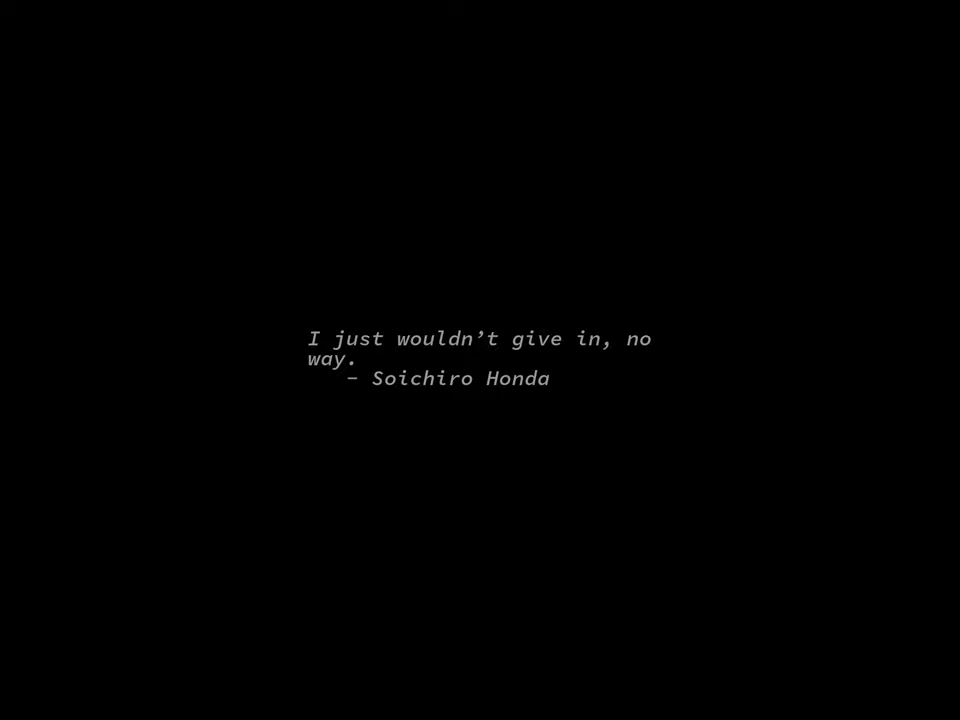 I just wouldn’t give in, no
way.
– Soichiro Honda